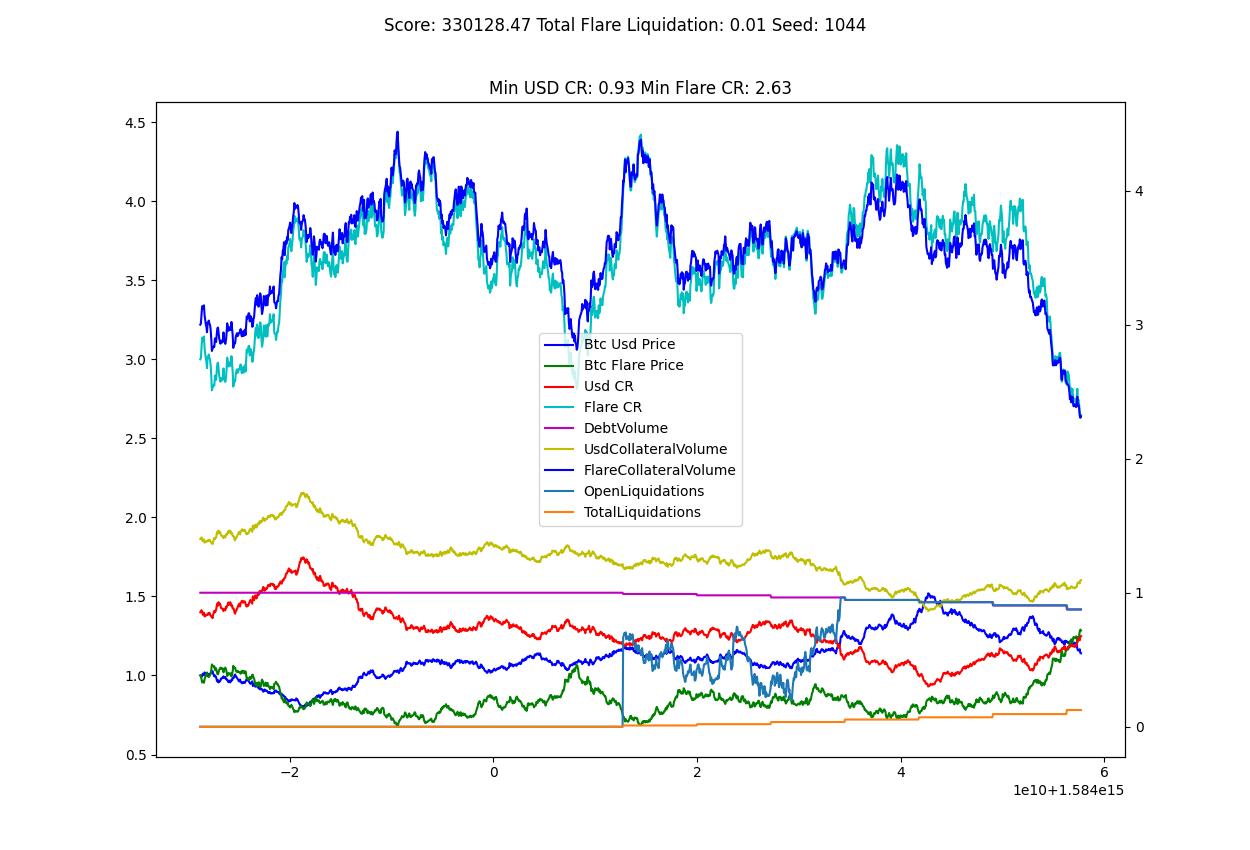 Score: 330128.47 Total Flare Liquidation: 0.01 Seed: 1044
Min USD CR: 0.93 Min Flare CR: 2.63
4.5
4.0
3.5
3.0
2.5
2.0
1.5
1.0
0.5
4
3
2
1
0
Btc Usd Price
Btc Flare Price
Usd CR
Flare CR
DebtVolume
UsdCollateralVolume
FlareCollateralVolume
OpenLiquidations
TotalLiquidations
−2 0 2 4 6
1e10+1.584e15